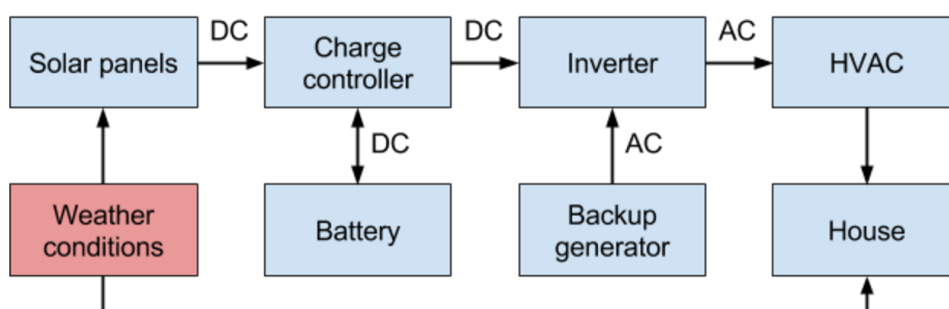 DC
DC
AC
Solar panels
Charge
controller
Inverter
HVAC
DC
AC
Weather
conditions
Battery
Backup
generator
House